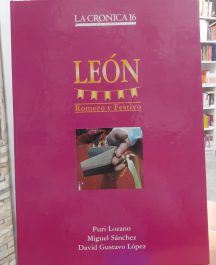 LA CRONICA 16
LEÓN
Romero y Festivo
Puri Lozano
Miguel Sánchez
David Gustavo López